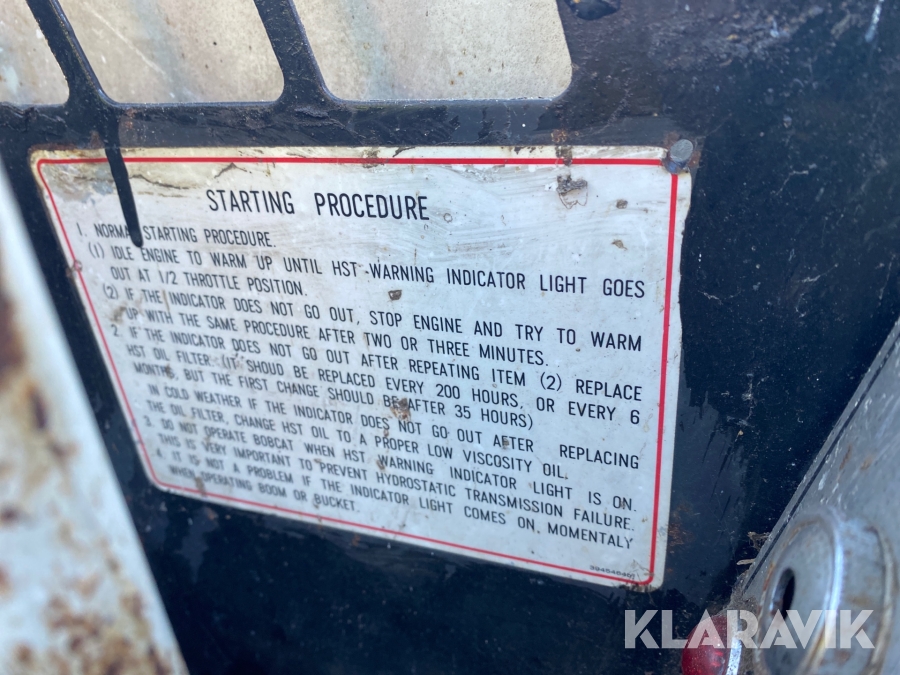 STARTING PROCEDURE
1. NORMA STARTING PROCEDURE.
(1) IDLE ENGINE TO WARM UP UNTIL HST WARNING INDICATOR LIGHT GOES
OUT AT 1/2 THROTTLE POSITION.
(2) IF THE INDICATOR DOES NOT GO OUT, STOP ENGINE AND TRY TO WARM
UP WITH THE SAME PROCEDURE AFTER TWO OR THREE MINUTES.
2. IF THE INDICATOR DOES NOT GO OUT AFTER REPEATING ITEM (2) REPLACE
HST OIL FILTER (IT SHOUD BE REPLACED EVERY 200 HOURS, OR EVERY 6
MONTHS, BUT THE FIRST CHANGE SHOULD BE AFTER 35 HOURS)
IN COLD WEATHER IF THE INDICATOR DOES NOT GO OUT AFTER REPLACING
THE OIL FILTER, CHANGE HST OIL TO A PROPER LOW VISCOSITY OIL.
3. DO NOT OPERATE BOBCAT WHEN HST WARNING INDICATOR LIGHT IS ON.
THIS IS VERY IMPORTANT TO PREVENT HYDROSTATIC TRANSMISSION FAILURE.
4. IT IS NOT A PROBLEM IF THE INDICATOR LIGHT COMES ON, MOMENTALY
WHEN OPERATING BOOM OR BUCKET.
KLARAVIK